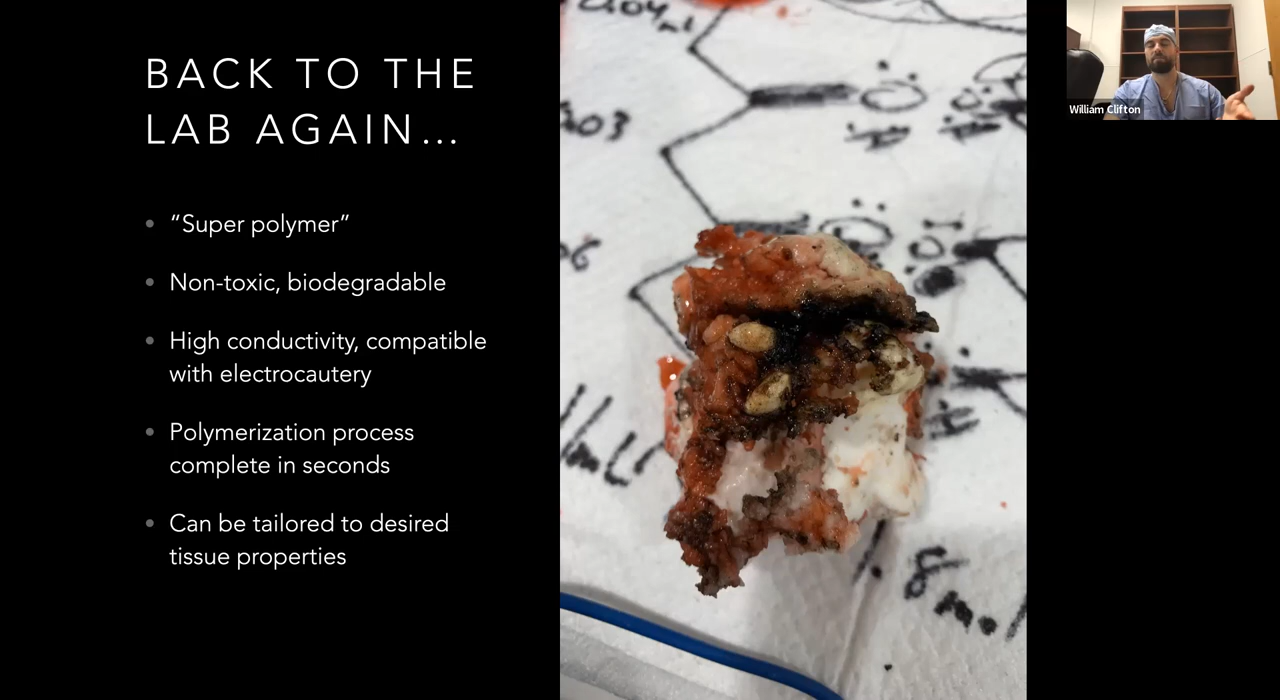 BACK TO THE
LAB AGAIN...
• “Super polymer”
• Non-toxic, biodegradable
• High conductivity, compatible
with electrocautery
• Polymerization process
complete in seconds
• Can be tailored to desired
tissue properties
William Clifton